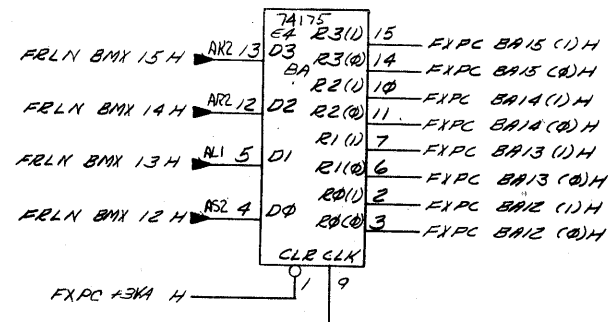 74175
E4 R3(1) 15 FXPC BA15 (1) H
FRLN BMX 15 H AK2 13 D3
BA R3(0) 14 FXPC BA15 (0) H
R2(1) 10 FXPC BA14 (1) H
FRLN BMX 14 H AR2 12 D2
R2(0) 11 FXPC BA14 (0) H
R1(1) 7 FXPC BA13 (1) H
FRLN BMX 13 H AL1 5 D1
R1(0) 6 FXPC BA13 (0) H
R0(1) 2 FXPC BA12 (1) H
FRLN BMX 12 H AS2 4 D0
R0(0) 3 FXPC BA12 (0) H
CLR CLK
1 9
FXPC +3VA H